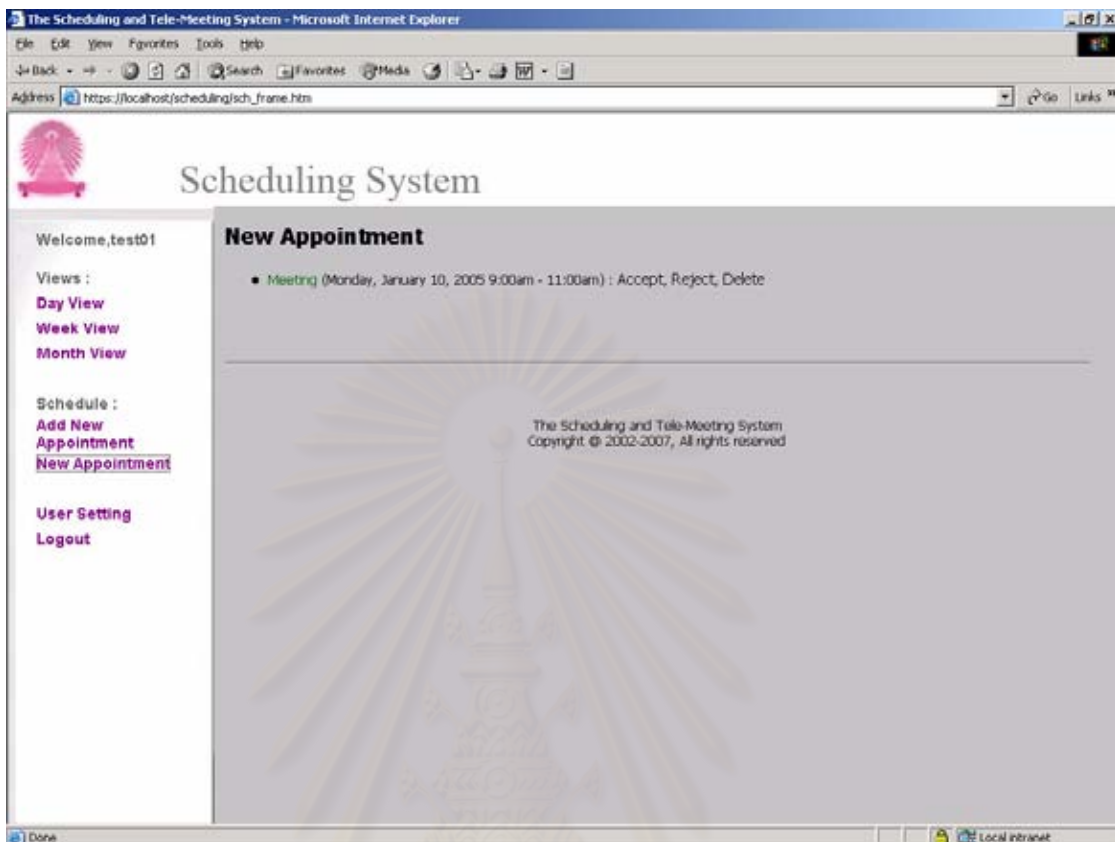 The Scheduling and Tele-Meeting System - Microsoft Internet Explorer
File Edit View Favorites Tools Help
Back Search Favorites Media
Address https://localhost/scheduling/sch_frame.htm Go Links »
Scheduling System
Welcome,test01
Views :
Day View
Week View
Month View
Schedule :
Add New
Appointment
New Appointment
User Setting
Logout
New Appointment
• Meeting (Monday, January 10, 2005 9:00am - 11:00am) : Accept, Reject, Delete
The Scheduling and Tele-Meeting System
Copyright @ 2002-2007, All rights reserved
Done Local intranet